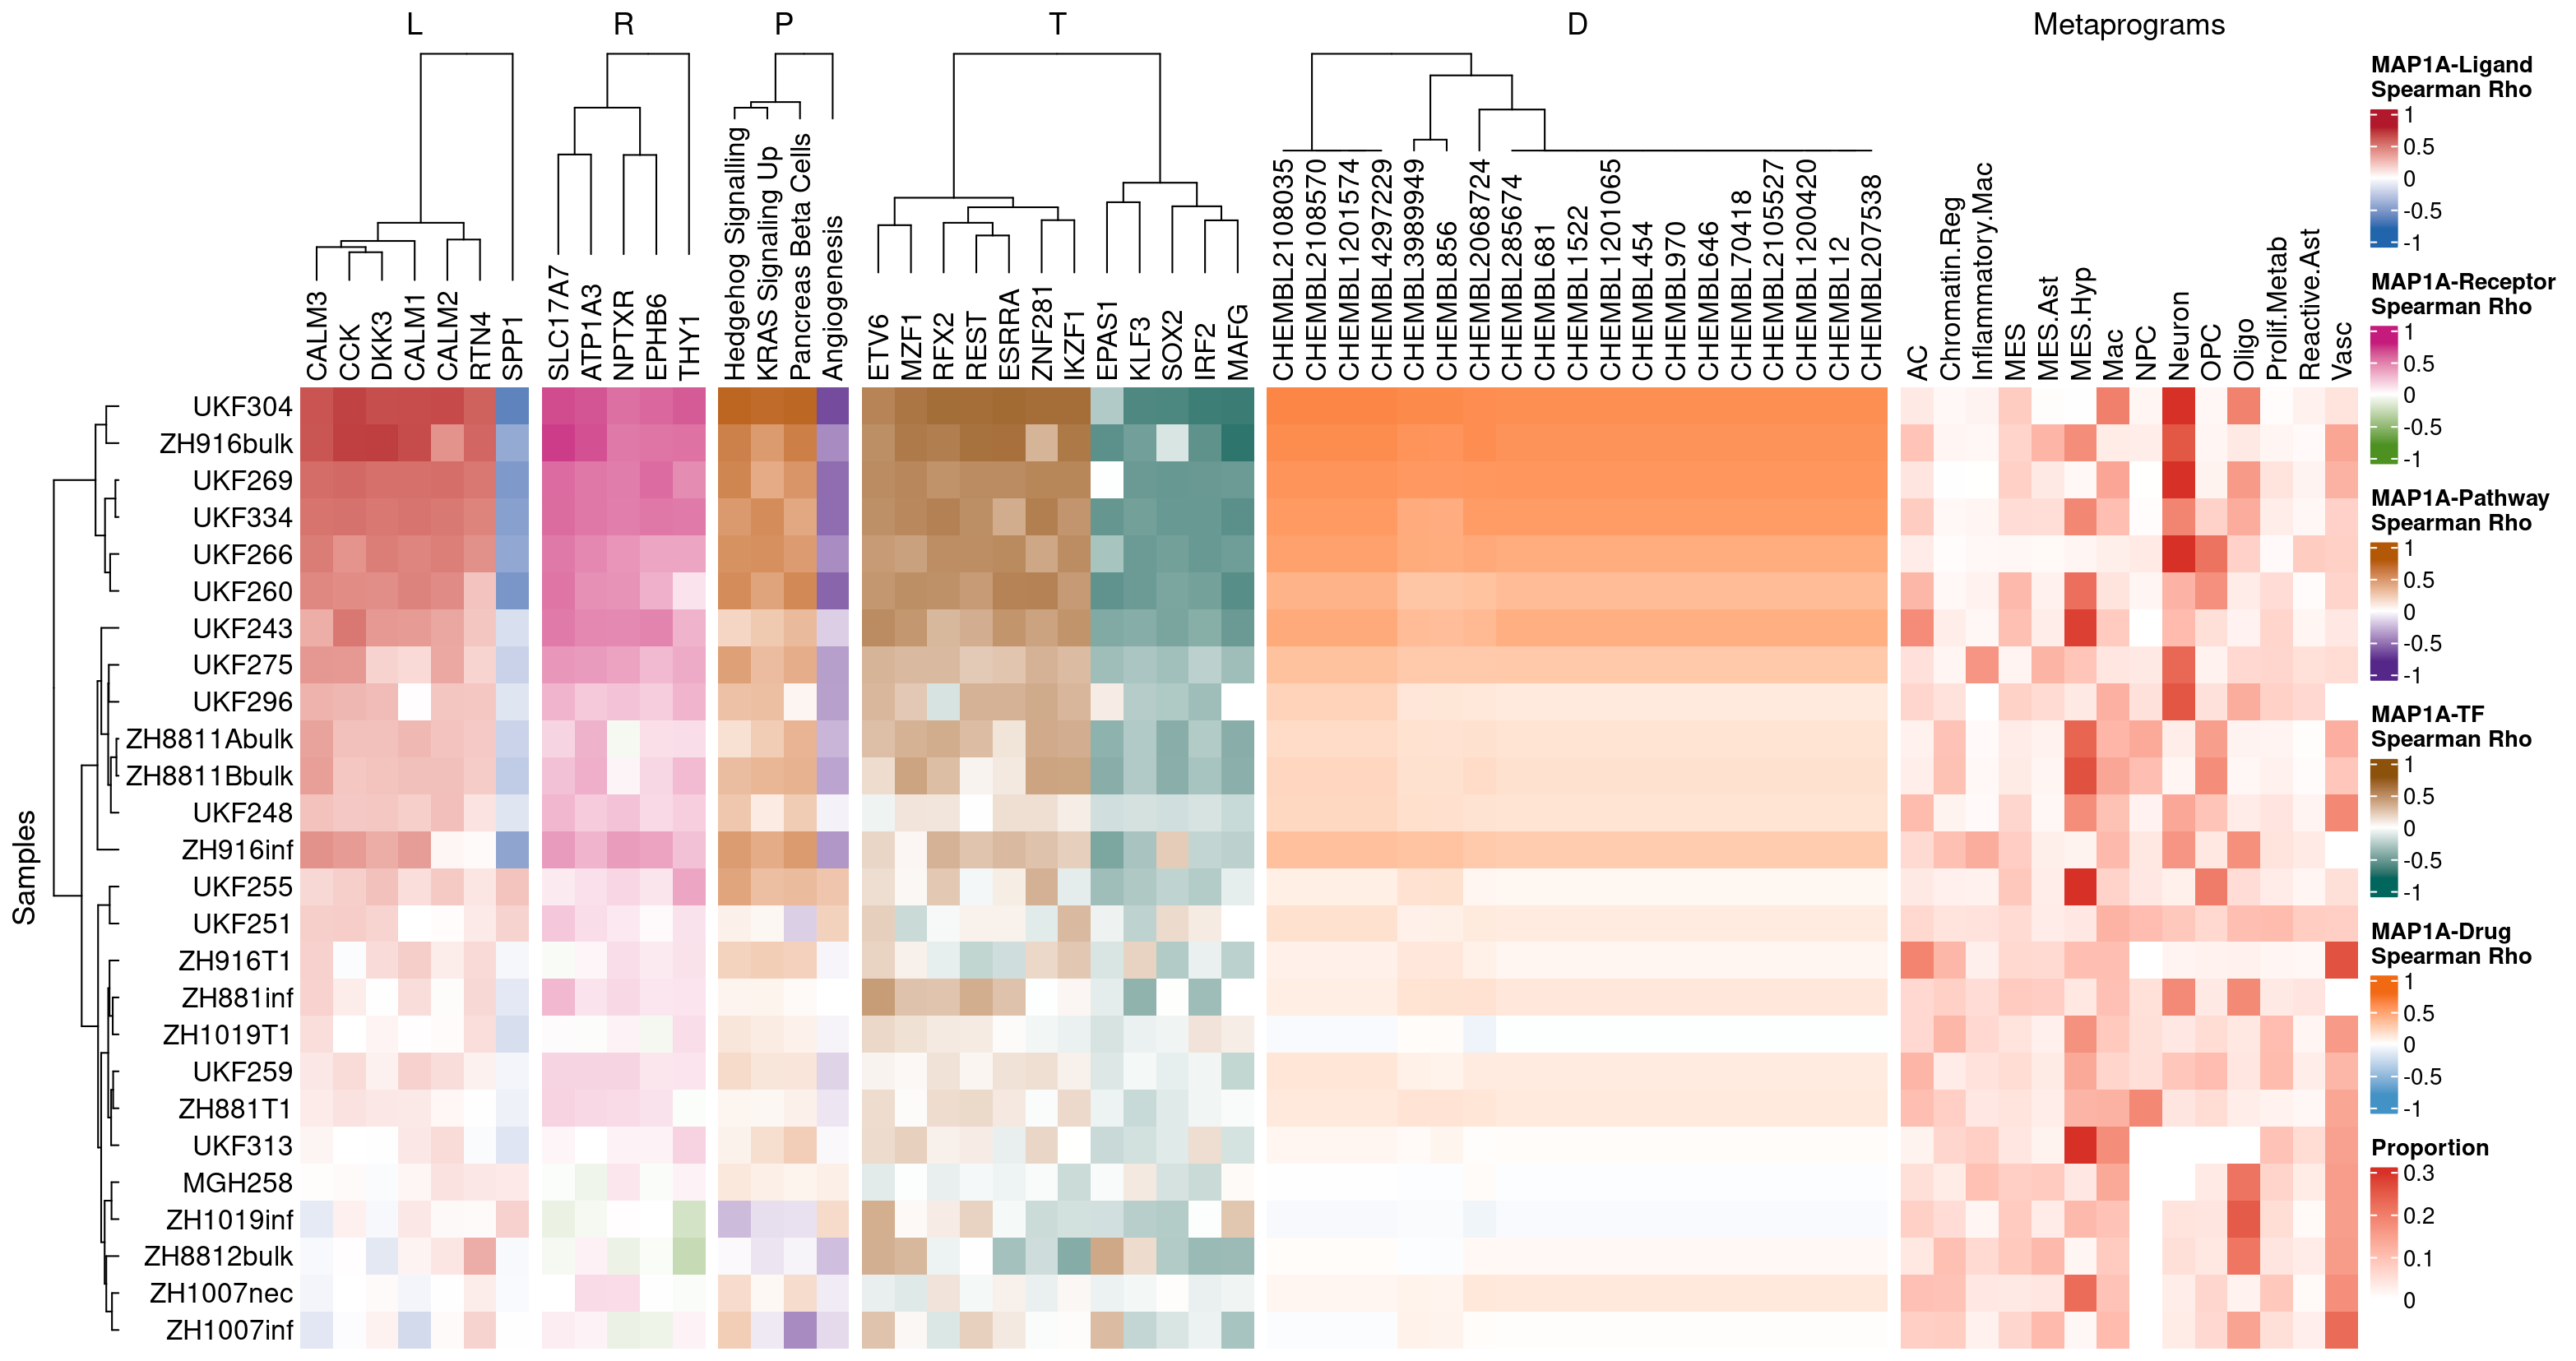 L
R
P
T
D
Metaprograms
CALM3
CCK
DKK3
CALM1
CALM2
RTN4
SPP1
SLC17A7
ATP1A3
NPTXR
EPHB6
THY1
Hedgehog Signalling
KRAS Signaling Up
Pancreas Beta Cells
Angiogenesis
ETV6
MZF1
RFX2
REST
ESRRA
ZNF281
IKZF1
EPAS1
KLF3
SOX2
IRF2
MAFG
CHEMBL2108035
CHEMBL2108570
CHEMBL1201574
CHEMBL4297229
CHEMBL3989949
CHEMBL856
CHEMBL2068724
CHEMBL285674
CHEMBL681
CHEMBL1522
CHEMBL1201065
CHEMBL454
CHEMBL970
CHEMBL646
CHEMBL70418
CHEMBL2105527
CHEMBL1200420
CHEMBL12
CHEMBL207538
AC
Chromatin.Reg
Inflammatory.Mac
MES
MES.Ast
MES.Hyp
Mac
NPC
Neuron
OPC
Oligo
Prolif.Metab
Reactive.Ast
Vasc
Samples
UKF304
ZH916bulk
UKF269
UKF334
UKF266
UKF260
UKF243
UKF275
UKF296
ZH8811Abulk
ZH8811Bbulk
UKF248
ZH916inf
UKF255
UKF251
ZH916T1
ZH881inf
ZH1019T1
UKF259
ZH881T1
UKF313
MGH258
ZH1019inf
ZH8812bulk
ZH1007nec
ZH1007inf
MAP1A-Ligand
Spearman Rho
1
0.5
0
-0.5
-1
MAP1A-Receptor
Spearman Rho
1
0.5
0
-0.5
-1
MAP1A-Pathway
Spearman Rho
1
0.5
0
-0.5
-1
MAP1A-TF
Spearman Rho
1
0.5
0
-0.5
-1
MAP1A-Drug
Spearman Rho
1
0.5
0
-0.5
-1
Proportion
0.3
0.2
0.1
0